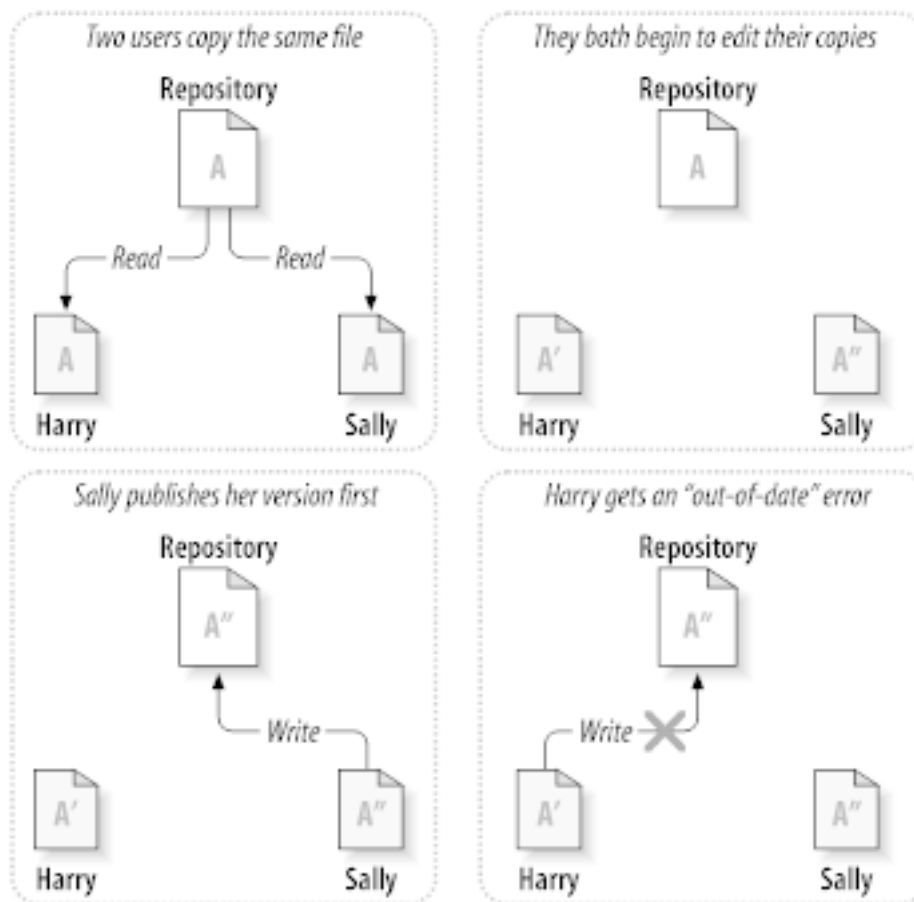 Two users copy the same file
Repository
A
Read
Read
A
A
Harry
Sally
They both begin to edit their copies
Repository
A
A′
A″
Harry
Sally
Sally publishes her version first
Repository
A″
Write
A′
A″
Harry
Sally
Harry gets an “out-of-date” error
Repository
A″
Write
A′
A″
Harry
Sally